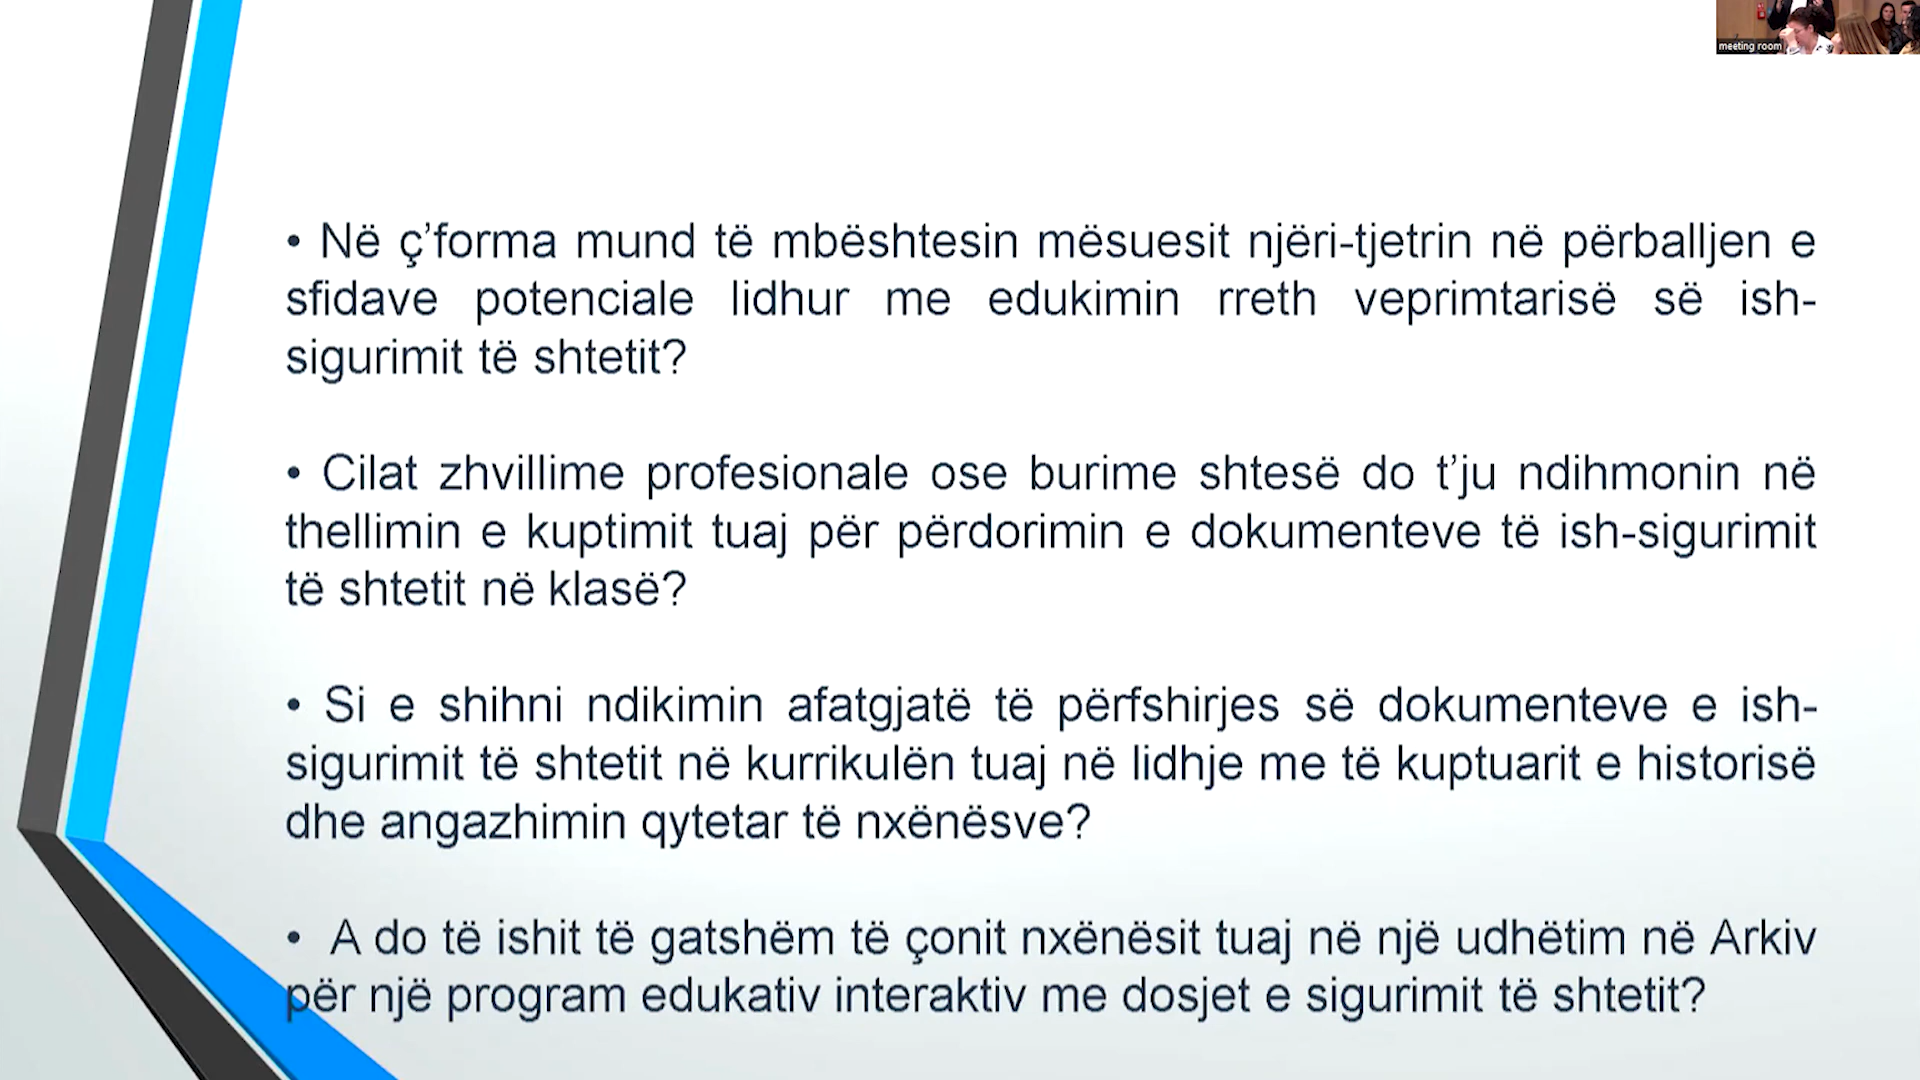 meeting room
• Në ç’forma mund të mbështesin mësuesit njëri-tjetrin në përballjen e
sfidave potenciale lidhur me edukimin rreth veprimtarisë së ish-
sigurimit të shtetit?
• Cilat zhvillime profesionale ose burime shtesë do t’ju ndihmonin në
thellimin e kuptimit tuaj për përdorimin e dokumenteve të ish-sigurimit
të shtetit në klasë?
• Si e shihni ndikimin afatgjatë të përfshirjes së dokumenteve e ish-
sigurimit të shtetit në kurrikulën tuaj në lidhje me të kuptuarit e historisë
dhe angazhimin qytetar të nxënësve?
• A do të ishit të gatshëm të çonit nxënësit tuaj në një udhëtim në Arkiv
për një program edukativ interaktiv me dosjet e sigurimit të shtetit?